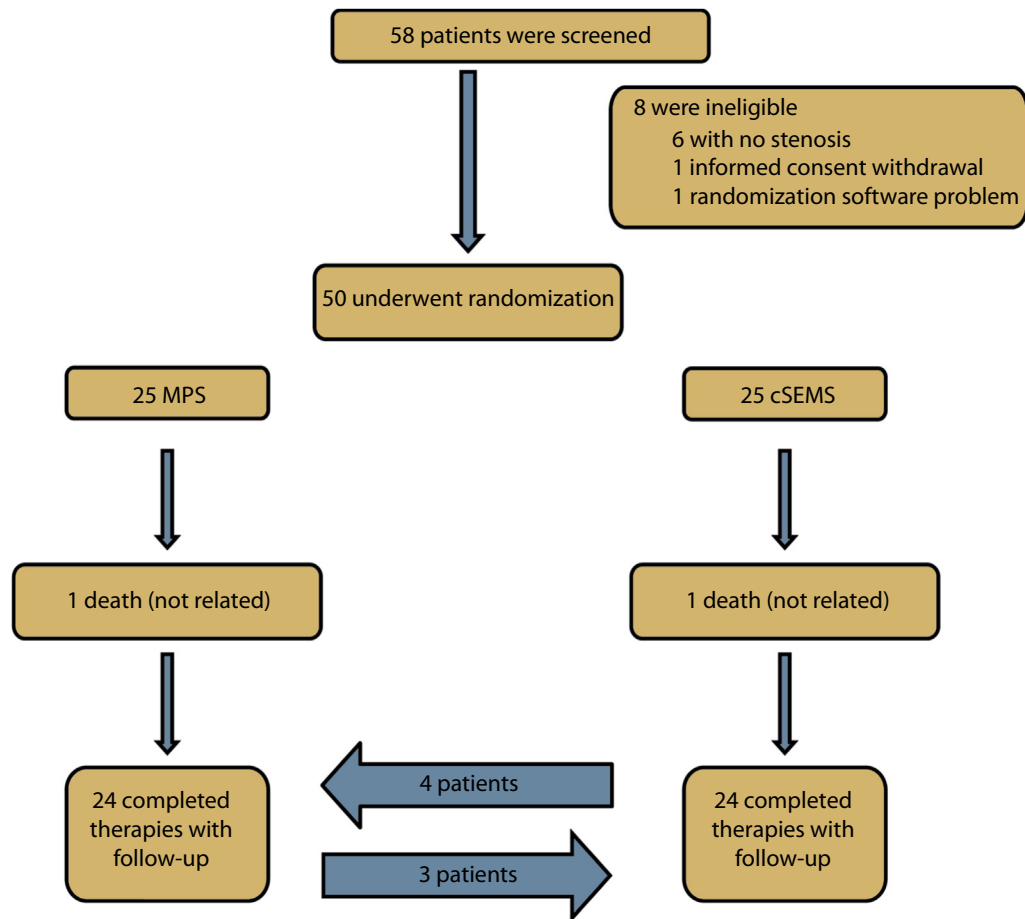 58 patients were screened
8 were ineligible
6 with no stenosis
1 informed consent withdrawal
1 randomization software problem
50 underwent randomization
25 MPS
25 cSEMS
1 death (not related)
1 death (not related)
24 completed
therapies with
follow-up
4 patients
3 patients
24 completed
therapies with
follow-up